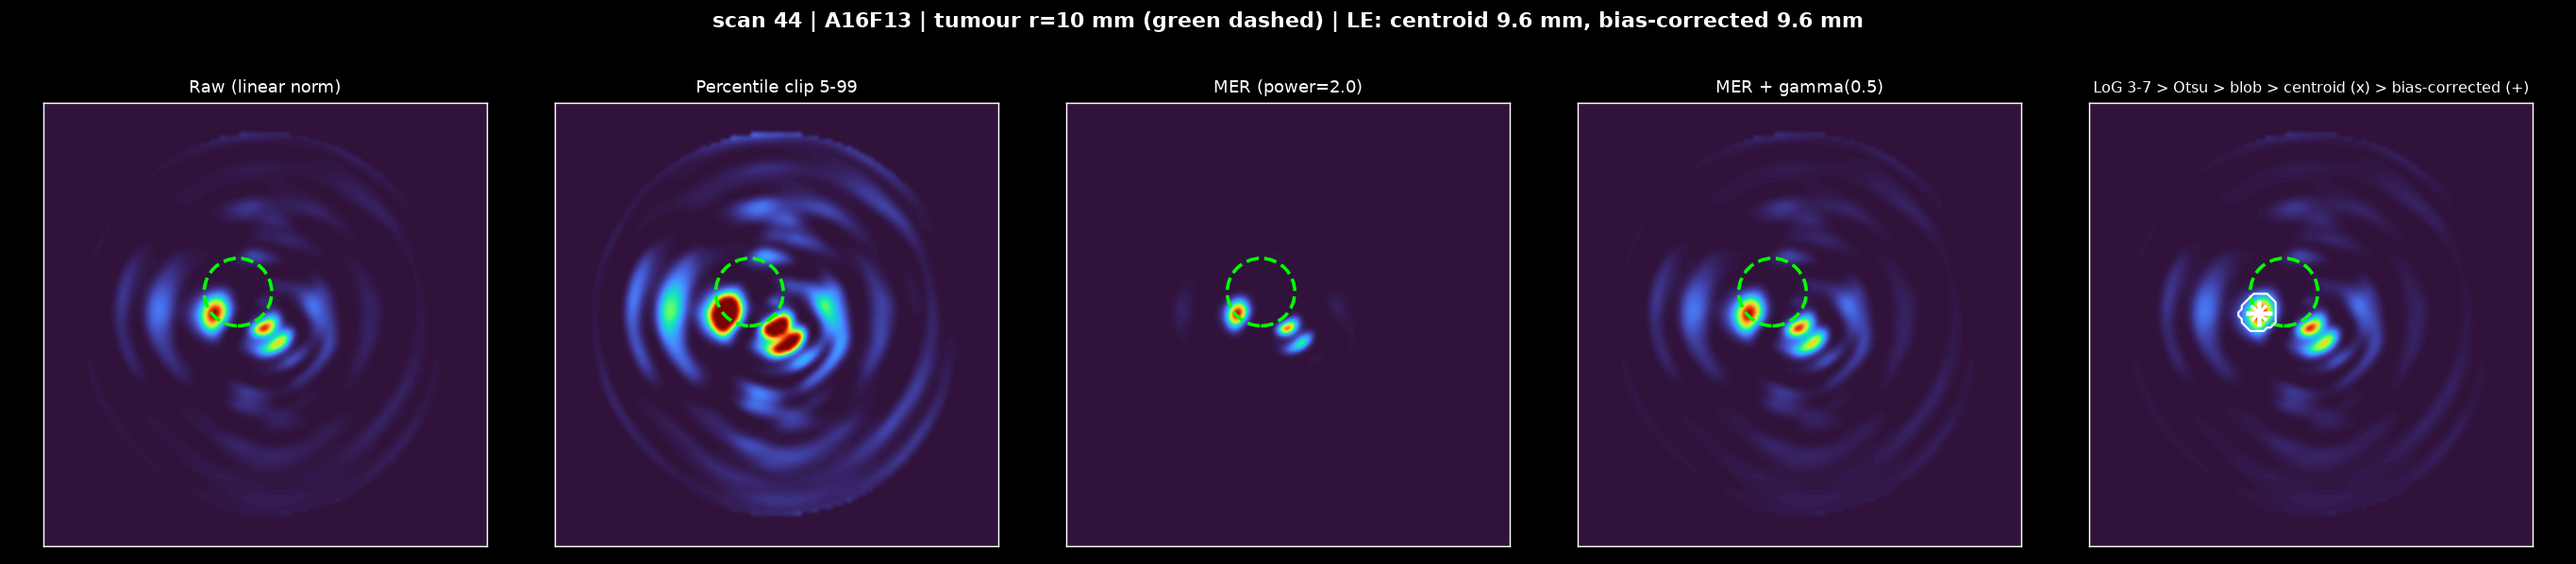 scan 44 | A16F13 | tumour r=10 mm (green dashed) | LE: centroid 9.6 mm, bias-corrected 9.6 mm
Raw (linear norm)
Percentile clip 5-99
MER (power=2.0)
MER + gamma(0.5)
LoG 3-7 > Otsu > blob > centroid (x) > bias-corrected (+)